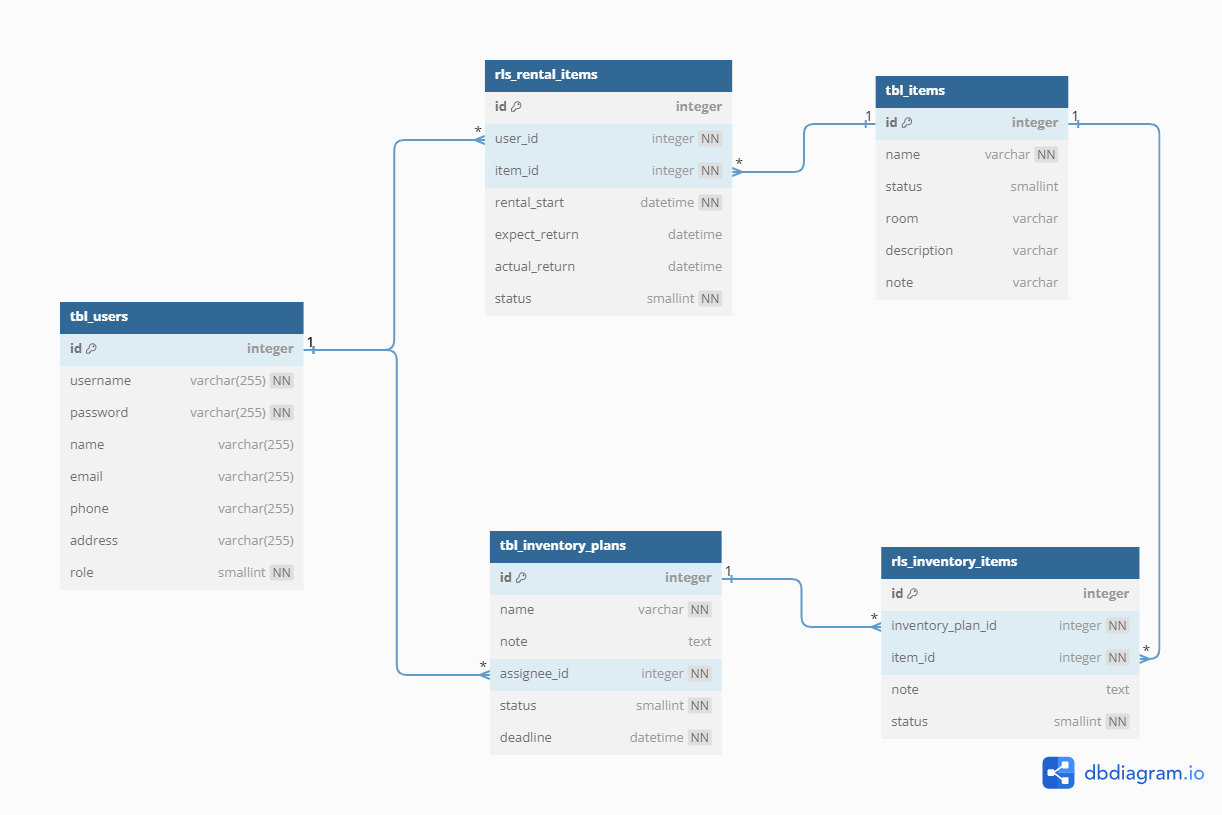 rls_rental_items
id integer
* user_id integer NN
item_id integer NN *
rental_start datetime NN
expect_return datetime
actual_return datetime
status smallint NN
tbl_items
1 id integer 1
name varchar NN
status smallint
room varchar
description varchar
note varchar
tbl_users
id integer 1
username varchar(255) NN
password varchar(255) NN
name varchar(255)
email varchar(255)
phone varchar(255)
address varchar(255)
role smallint NN
tbl_inventory_plans
id integer 1
name varchar NN
note text
* assignee_id integer NN
status smallint NN
deadline datetime NN
rls_inventory_items
id integer
* inventory_plan_id integer NN
item_id integer NN *
note text
status smallint NN
dbdiagram.io